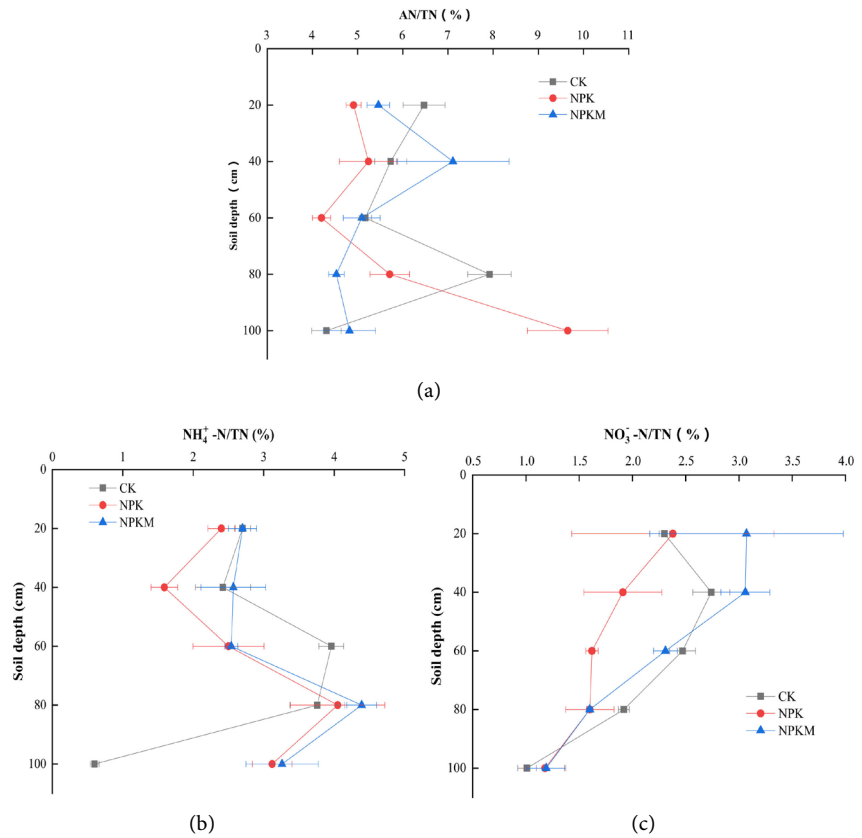 AN/TN ( % )
3 4 5 6 7 8 9 10 11
0
20
40
60
80
100
Soil depth ( cm )
CK
NPK
NPKM
(a)
NH4+ -N/TN (%)
0 1 2 3 4 5
0
20
40
60
80
100
Soil depth (cm)
CK
NPK
NPKM
(b)
NO3- -N/TN ( % )
0.5 1.0 1.5 2.0 2.5 3.0 3.5 4.0
0
20
40
60
80
100
Soil depth (cm)
CK
NPK
NPKM
(c)